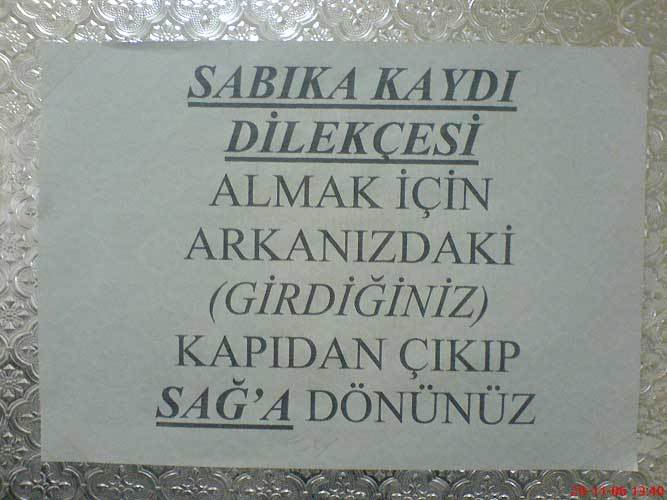 SABIKA KAYDI
DİLEKÇESİ
ALMAK İÇİN
ARKANIZDAKİ
(GİRDİĞİNİZ)
KAPIDAN ÇIKIP
SAĞ'A DÖNÜNÜZ